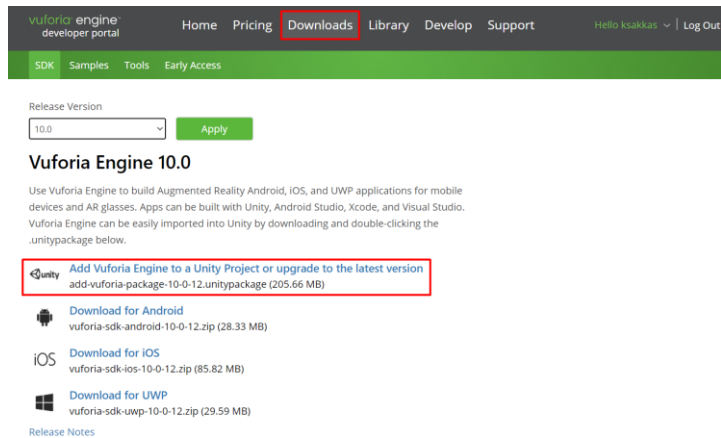 vuforia engine
developer portal
Home Pricing Downloads Library Develop Support Hello ksakkas | Log Out
SDK Samples Tools Early Access
Release Version
10.0 Apply
Vuforia Engine 10.0
Use Vuforia Engine to build Augmented Reality Android, iOS, and UWP applications for mobile
devices and AR glasses. Apps can be built with Unity, Android Studio, Xcode, and Visual Studio.
Vuforia Engine can be easily imported into Unity by downloading and double-clicking the
.unitypackage below.
unity Add Vuforia Engine to a Unity Project or upgrade to the latest version
add-vuforia-package-10-0-12.unitypackage (205.66 MB)
Download for Android
vuforia-sdk-android-10-0-12.zip (28.33 MB)
iOS Download for iOS
vuforia-sdk-ios-10-0-12.zip (85.82 MB)
Download for UWP
vuforia-sdk-uwp-10-0-12.zip (29.59 MB)
Release Notes